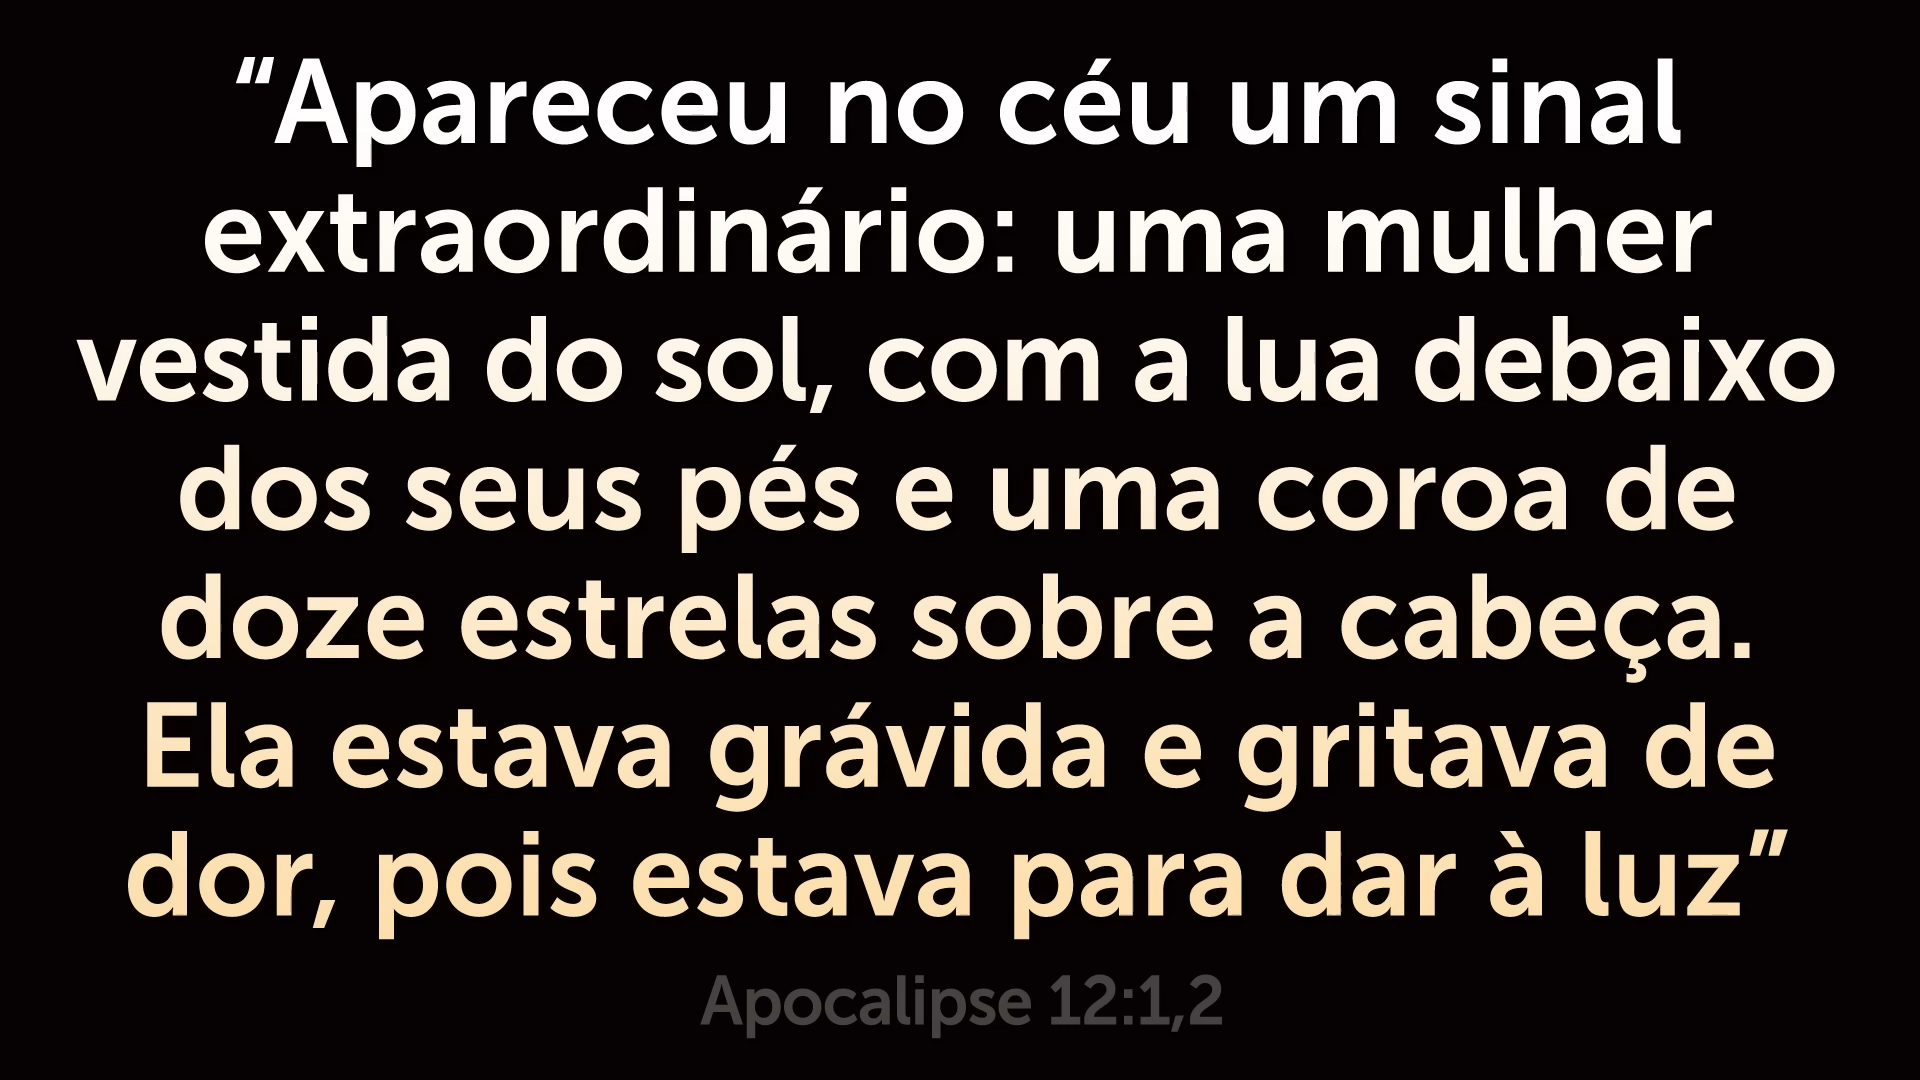 “Apareceu no céu um sinal
extraordinário: uma mulher
vestida do sol, com a lua debaixo
dos seus pés e uma coroa de
doze estrelas sobre a cabeça.
Ela estava grávida e gritava de
dor, pois estava para dar à luz”
Apocalipse 12:1,2